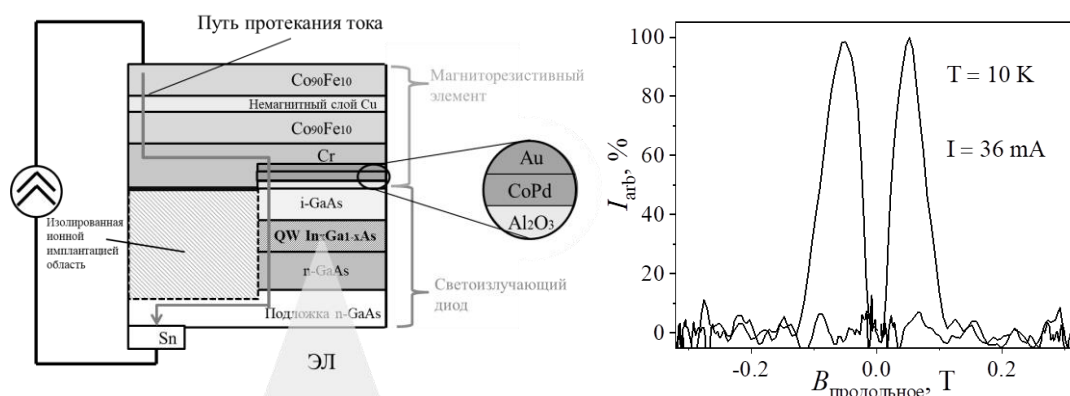 Путь протекания тока
Co90Fe10
Немагнитный слой Cu
Co90Fe10
Cr
Магниторезистивный
элемент
Au
CoPd
Al2O3
Изолированная
ионной
имплантацией
область
i-GaAs
QW InxGa1-xAs
n-GaAs
Подложка n-GaAs
Светоизлучающий
диод
Sn
ЭЛ
Iarb, %
100
80
60
40
20
0
T = 10 K
I = 36 mA
-0.2
0.0
0.2
Bпродольное, T